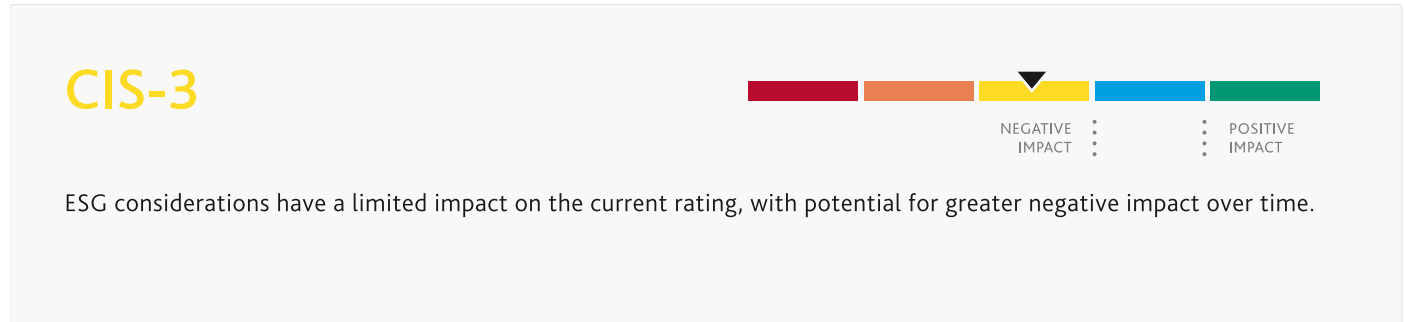 CIS-3
NEGATIVE
IMPACT
POSITIVE
IMPACT
ESG considerations have a limited impact on the current rating, with potential for greater negative impact over time.